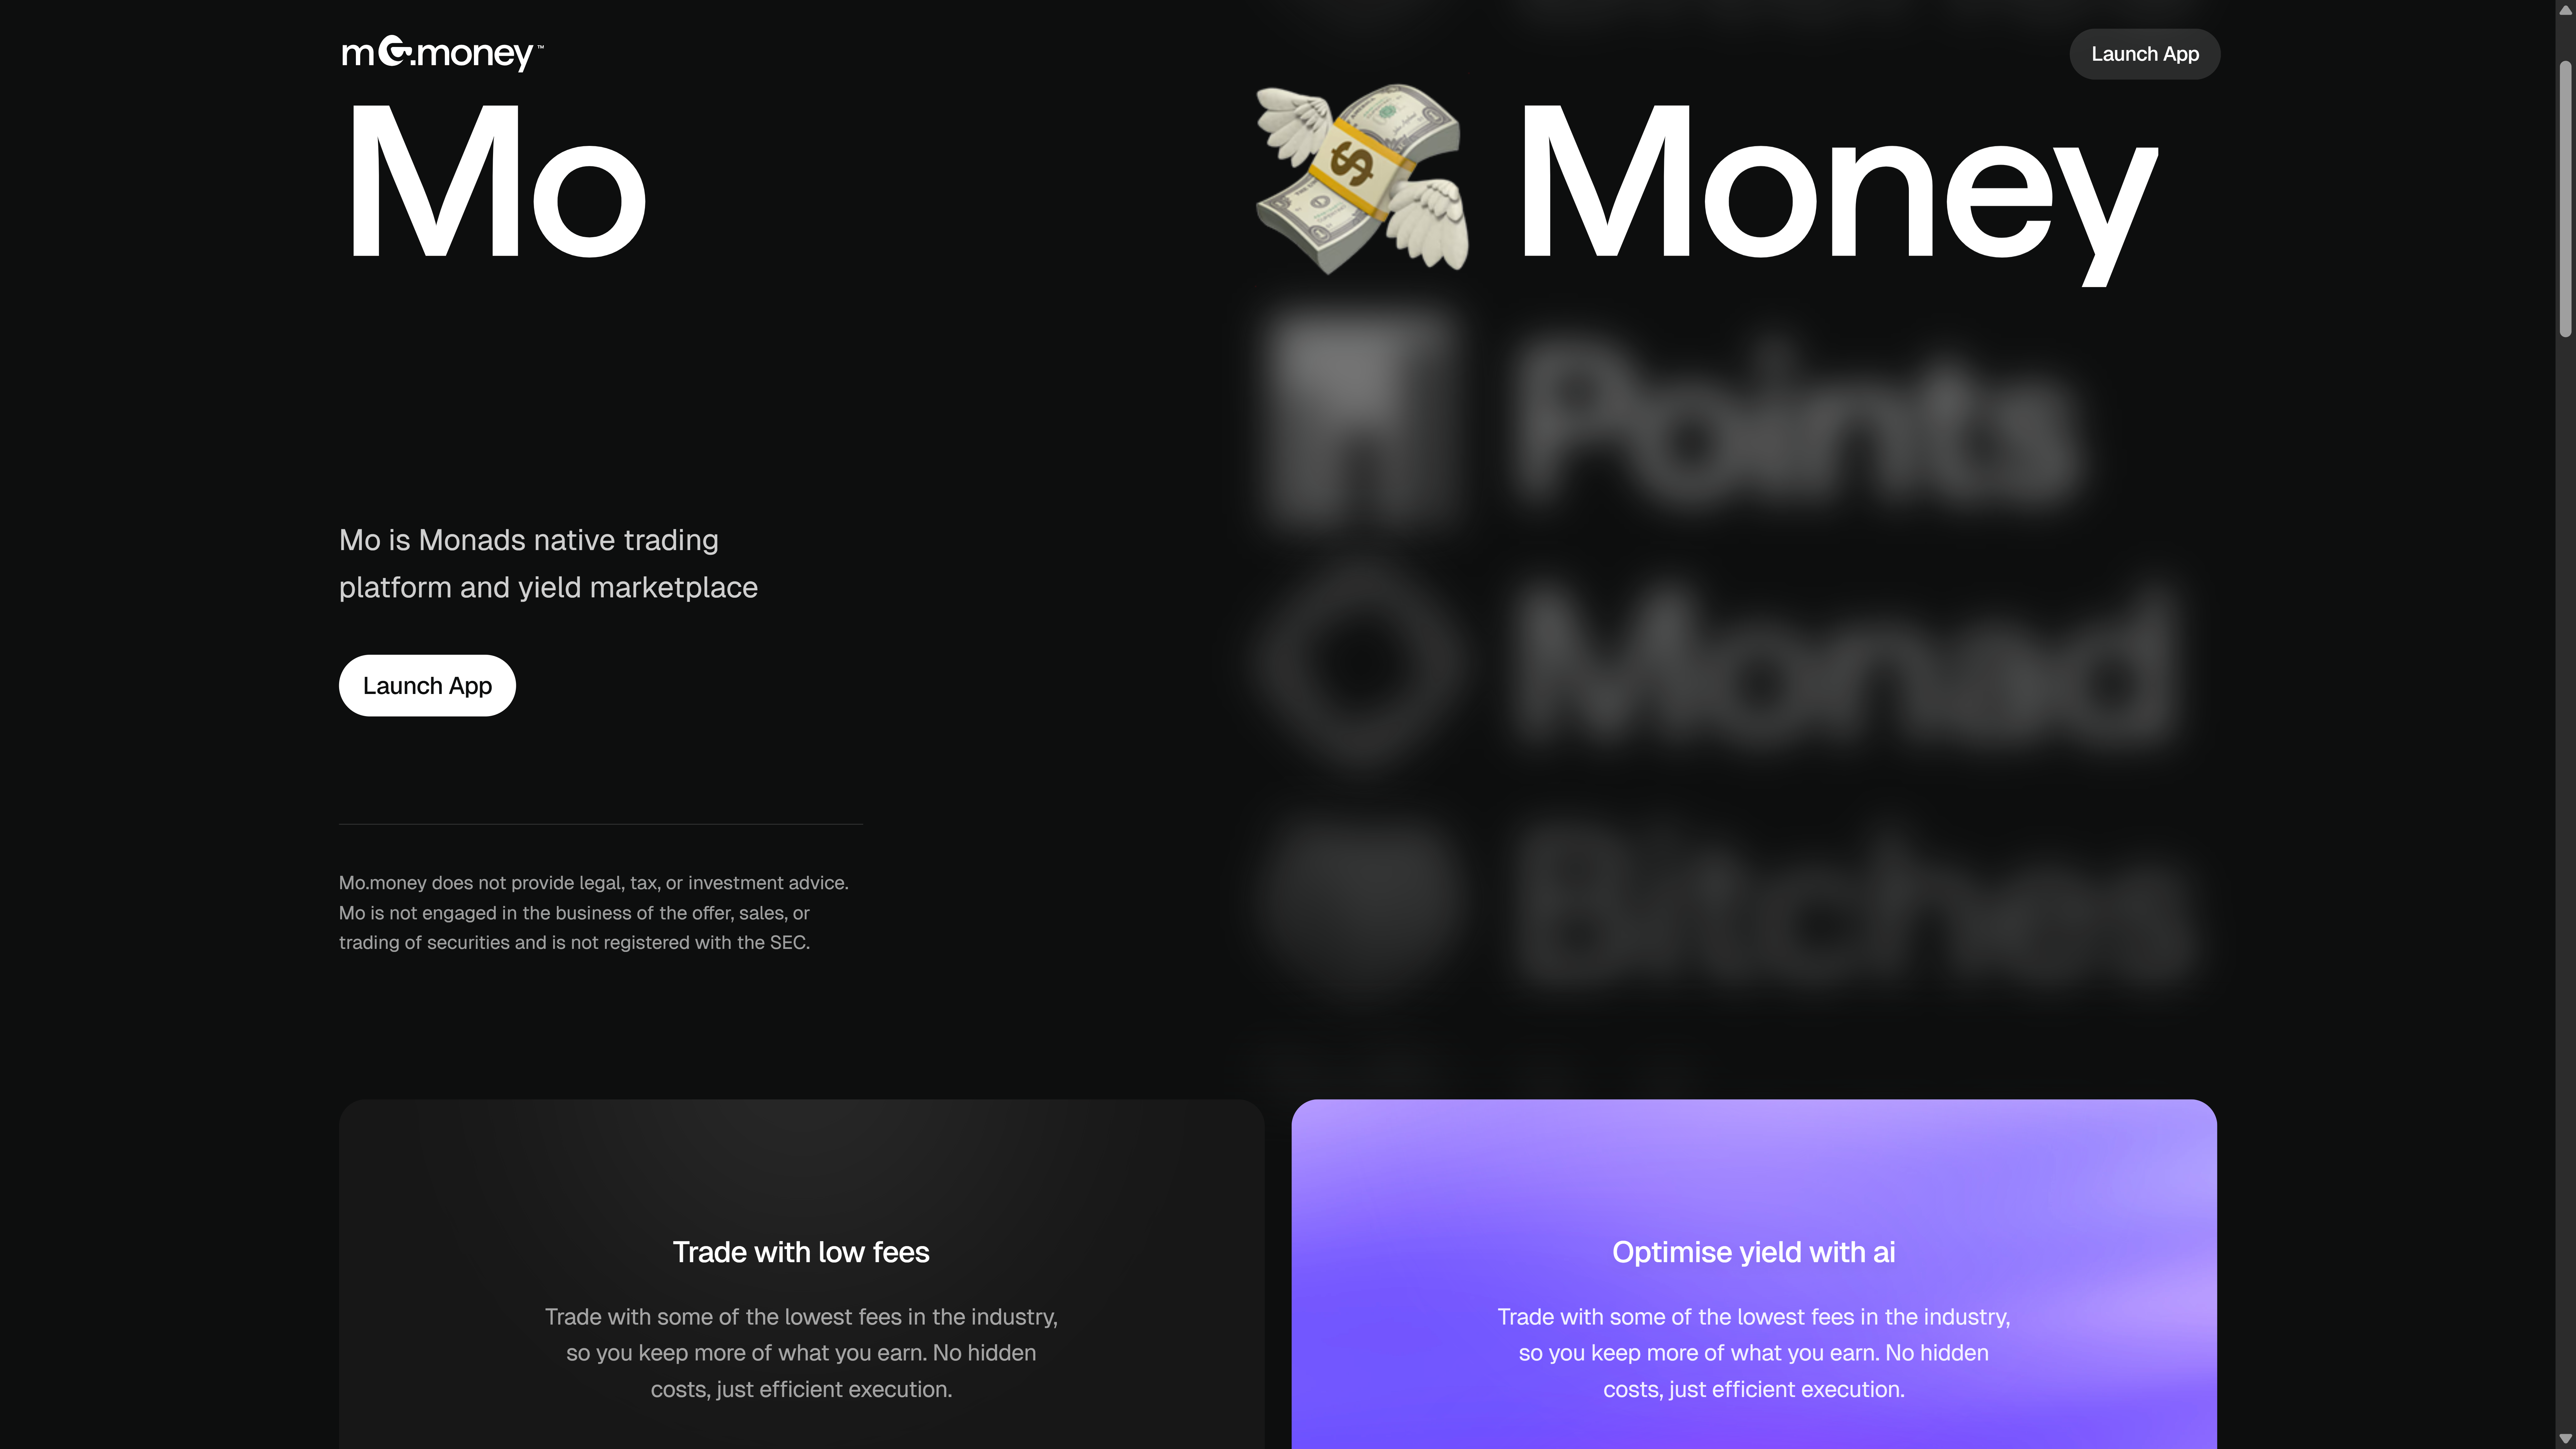 mo.money™
Launch App
Mo
Money
Points
Monad
Bitches
Mo is Monads native trading
platform and yield marketplace
Launch App
Mo.money does not provide legal, tax, or investment advice.
Mo is not engaged in the business of the offer, sales, or
trading of securities and is not registered with the SEC.
Trade with low fees
Trade with some of the lowest fees in the industry,
so you keep more of what you earn. No hidden
costs, just efficient execution.
Optimise yield with ai
Trade with some of the lowest fees in the industry,
so you keep more of what you earn. No hidden
costs, just efficient execution.